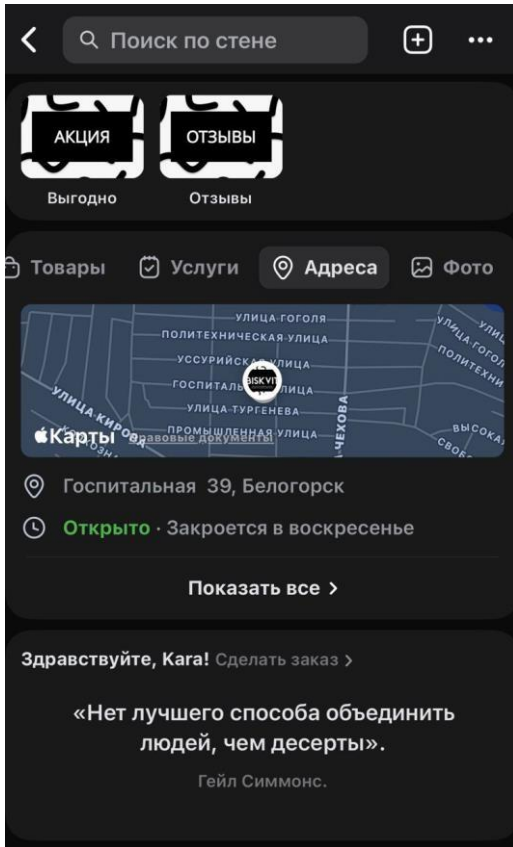 Поиск по стене
АКЦИЯ
ОТЗЫВЫ
Выгодно
Отзывы
Товары
Услуги
Адреса
Фото
УЛИЦА ГОГОЛЯ
ПОЛИТЕХНИЧЕСКАЯ УЛИЦА
УССУРИЙСКАЯ УЛИЦА
УЛИЦА ТУРГЕНЕВА
ПРОМЫШЛЕННАЯ УЛИЦА
УЛИЦА КИРОВА
Карты
Правовые документы
Госпитальная 39, Белогорск
Открыто · Закроется в воскресенье
Показать все >
Здравствуйте, Kara! Сделать заказ >
«Нет лучшего способа объединить
людей, чем десерты».
Гейл Симмонс.